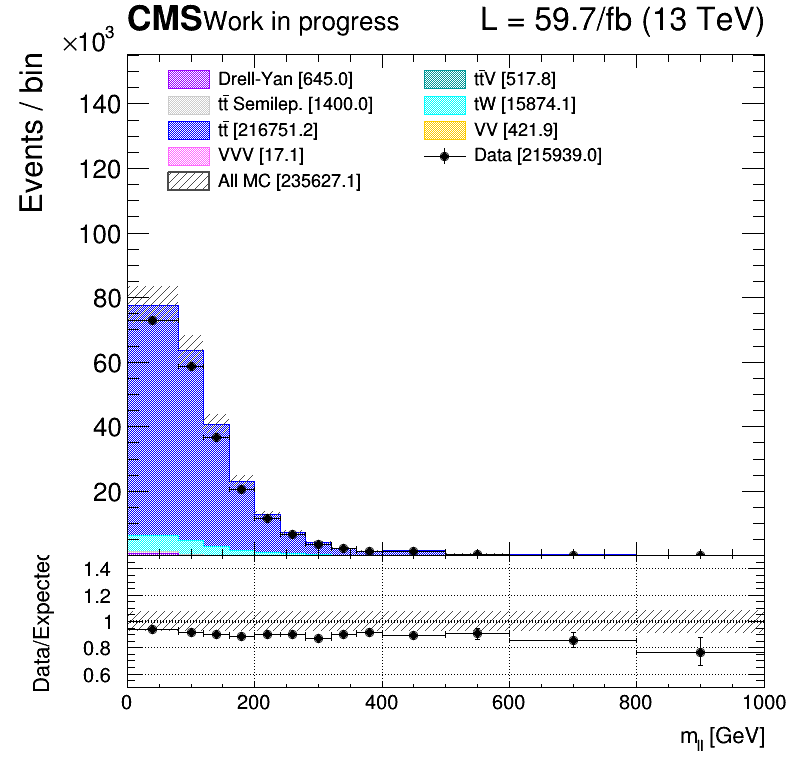 CMS Work in progress L = 59.7/fb (13 TeV)
×10³
Events / bin
Drell-Yan [645.0]
tt̄ Semilep. [1400.0]
tt̄ [216751.2]
VVV [17.1]
All MC [235627.1]
tt̄V [517.8]
tW [15874.1]
VV [421.9]
Data [215939.0]
140
120
100
80
60
40
20
Data/Expected
1.4
1.2
1
0.8
0.6
0 200 400 600 800 1000
m_ll [GeV]